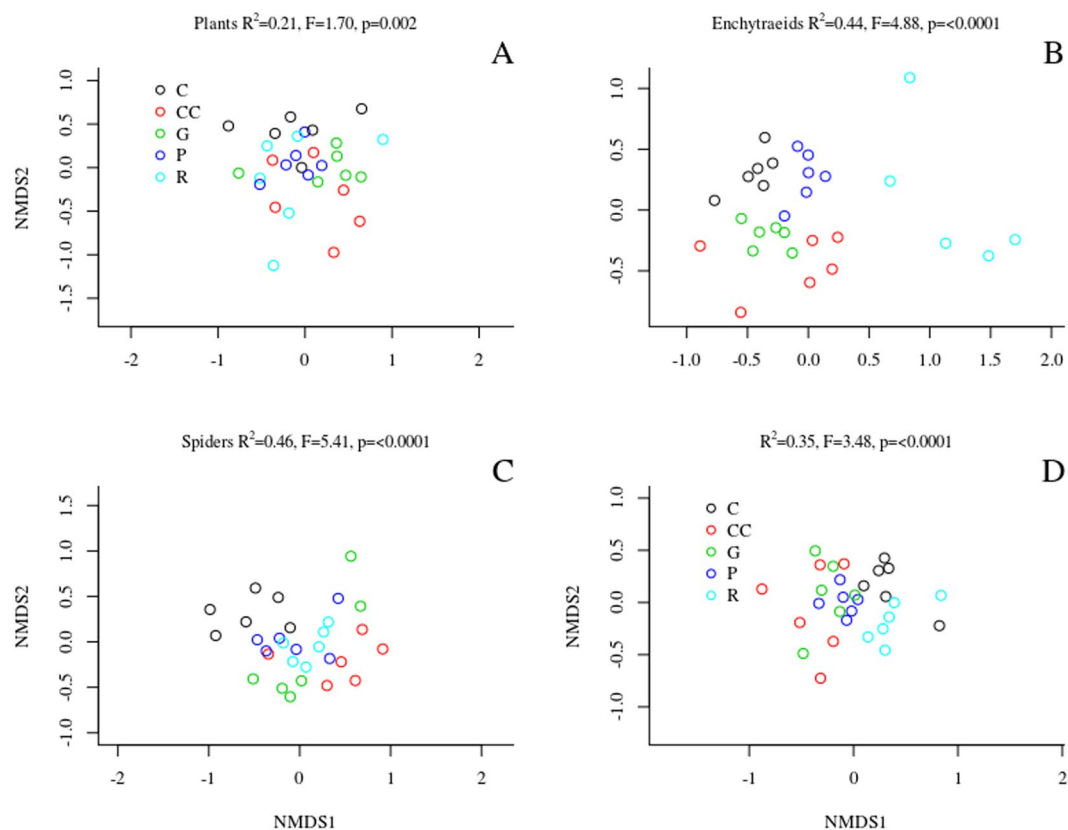 Plants R²=0.21, F=1.70, p=0.002
A
C
CC
G
P
R
NMDS2
1.0
0.5
0.0
-0.5
-1.0
-1.5
-2
-1
0
1
2
Enchytraeids R²=0.44, F=4.88, p=<0.0001
B
1.0
0.5
0.0
-0.5
-1.0
-0.5
0.0
0.5
1.0
1.5
2.0
Spiders R²=0.46, F=5.41, p=<0.0001
C
NMDS2
1.5
1.0
0.5
0.0
-0.5
-1.0
-2
-1
0
1
2
NMDS1
R²=0.35, F=3.48, p=<0.0001
D
C
CC
G
P
R
NMDS2
1.0
0.5
0.0
-0.5
-1.0
-1
0
1
2
NMDS1